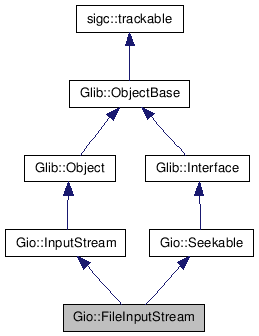 sigc::trackable
Glib::ObjectBase
Glib::Object
Glib::Interface
Gio::InputStream
Gio::Seekable
Gio::FileInputStream